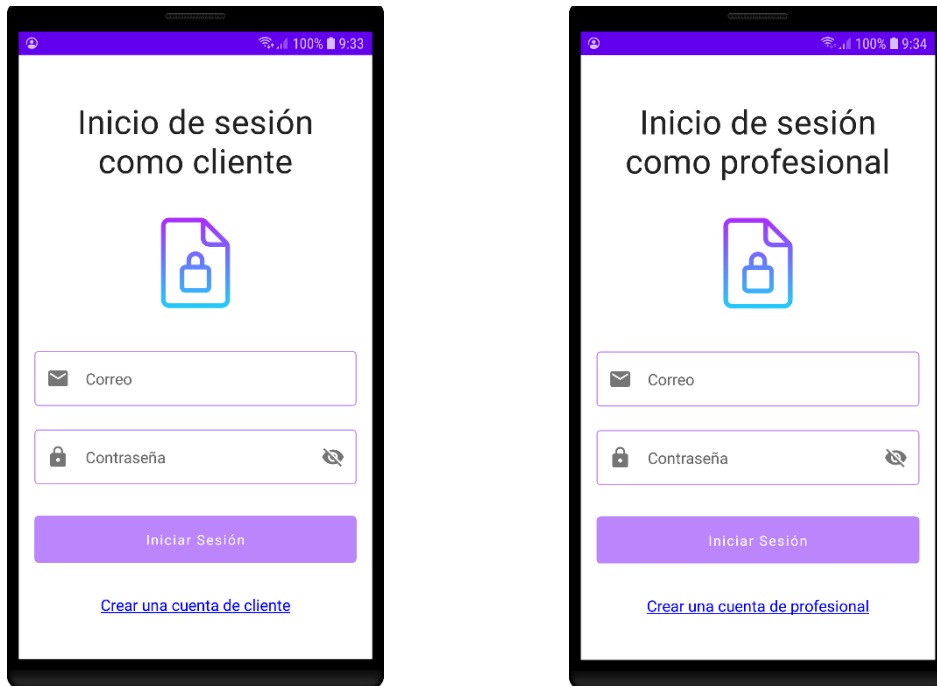 100% 9:33
Inicio de sesión
como cliente
Correo
Contraseña
Iniciar Sesión
Crear una cuenta de cliente
100% 9:34
Inicio de sesión
como profesional
Correo
Contraseña
Iniciar Sesión
Crear una cuenta de profesional